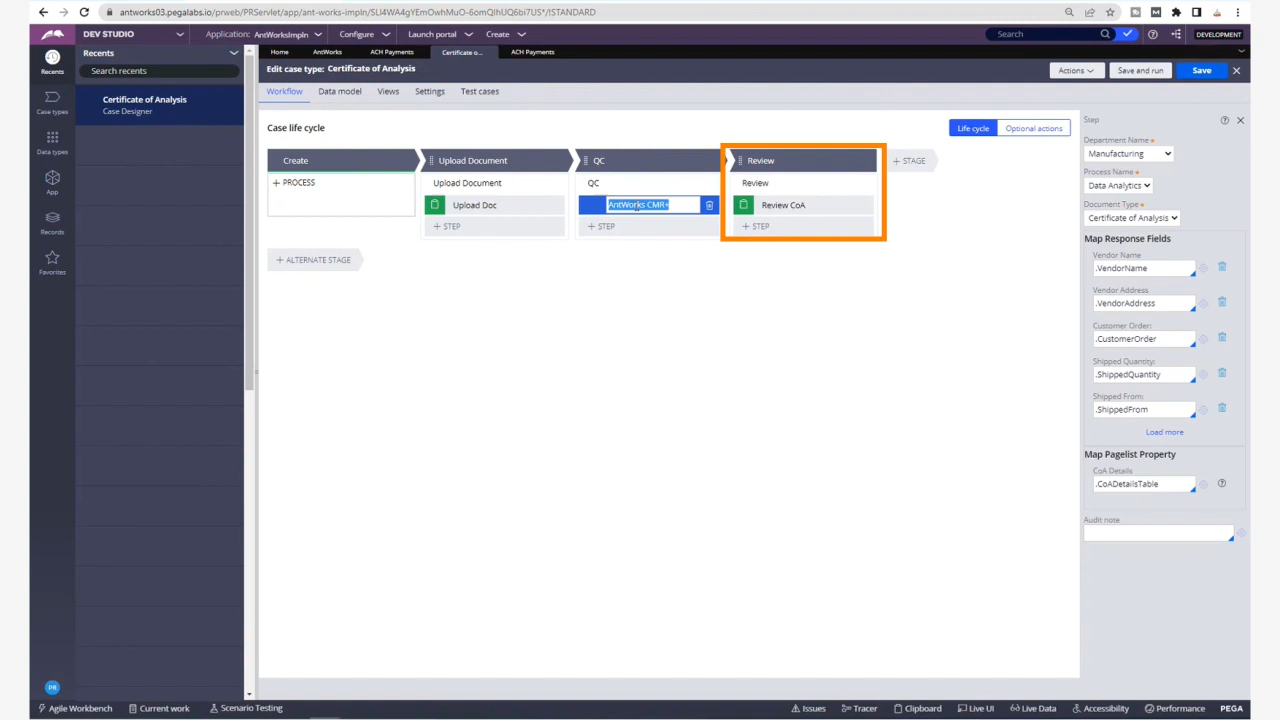 antworks03.pegalabs.io/prweb/PRServlet/app/ant-works-impln/SLI4WA4gYEmOwhMuO-6omQIhUQ6bi7US*/!STANDARD
DEV STUDIO
Application: AntWorksImpln
Configure
Launch portal
Create
Search
DEVELOPMENT
Recents
Recents
Home
AntWorks
ACH Payments
Certificate o...
ACH Payments
Search recents
Edit case type: Certificate of Analysis
Actions
Save and run
Save
Case types
Certificate of Analysis
Case Designer
Workflow
Data model
Views
Settings
Test cases
Data types
App
Records
Favorites
Case life cycle
Life cycle
Optional actions
Create
Upload Document
QC
Review
+ STAGE
+ PROCESS
Upload Document
QC
Review
Upload Doc
AntWorks CMR+
Review CoA
+ STEP
+ STEP
+ STEP
+ ALTERNATE STAGE
Step
Department Name
Manufacturing
Process Name
Data Analytics
Document Type
Certificate of Analysis
Map Response Fields
Vendor Name
.VendorName
Vendor Address
.VendorAddress
Customer Order:
.CustomerOrder
Shipped Quantity:
.ShippedQuantity
Shipped From:
.ShippedFrom
Load more
Map Pagelist Property
CoA Details
.CoADetailsTable
Audit note
PR
Agile Workbench
Current work
Scenario Testing
Issues
Tracer
Clipboard
Live UI
Live Data
Accessibility
Performance
PEGA